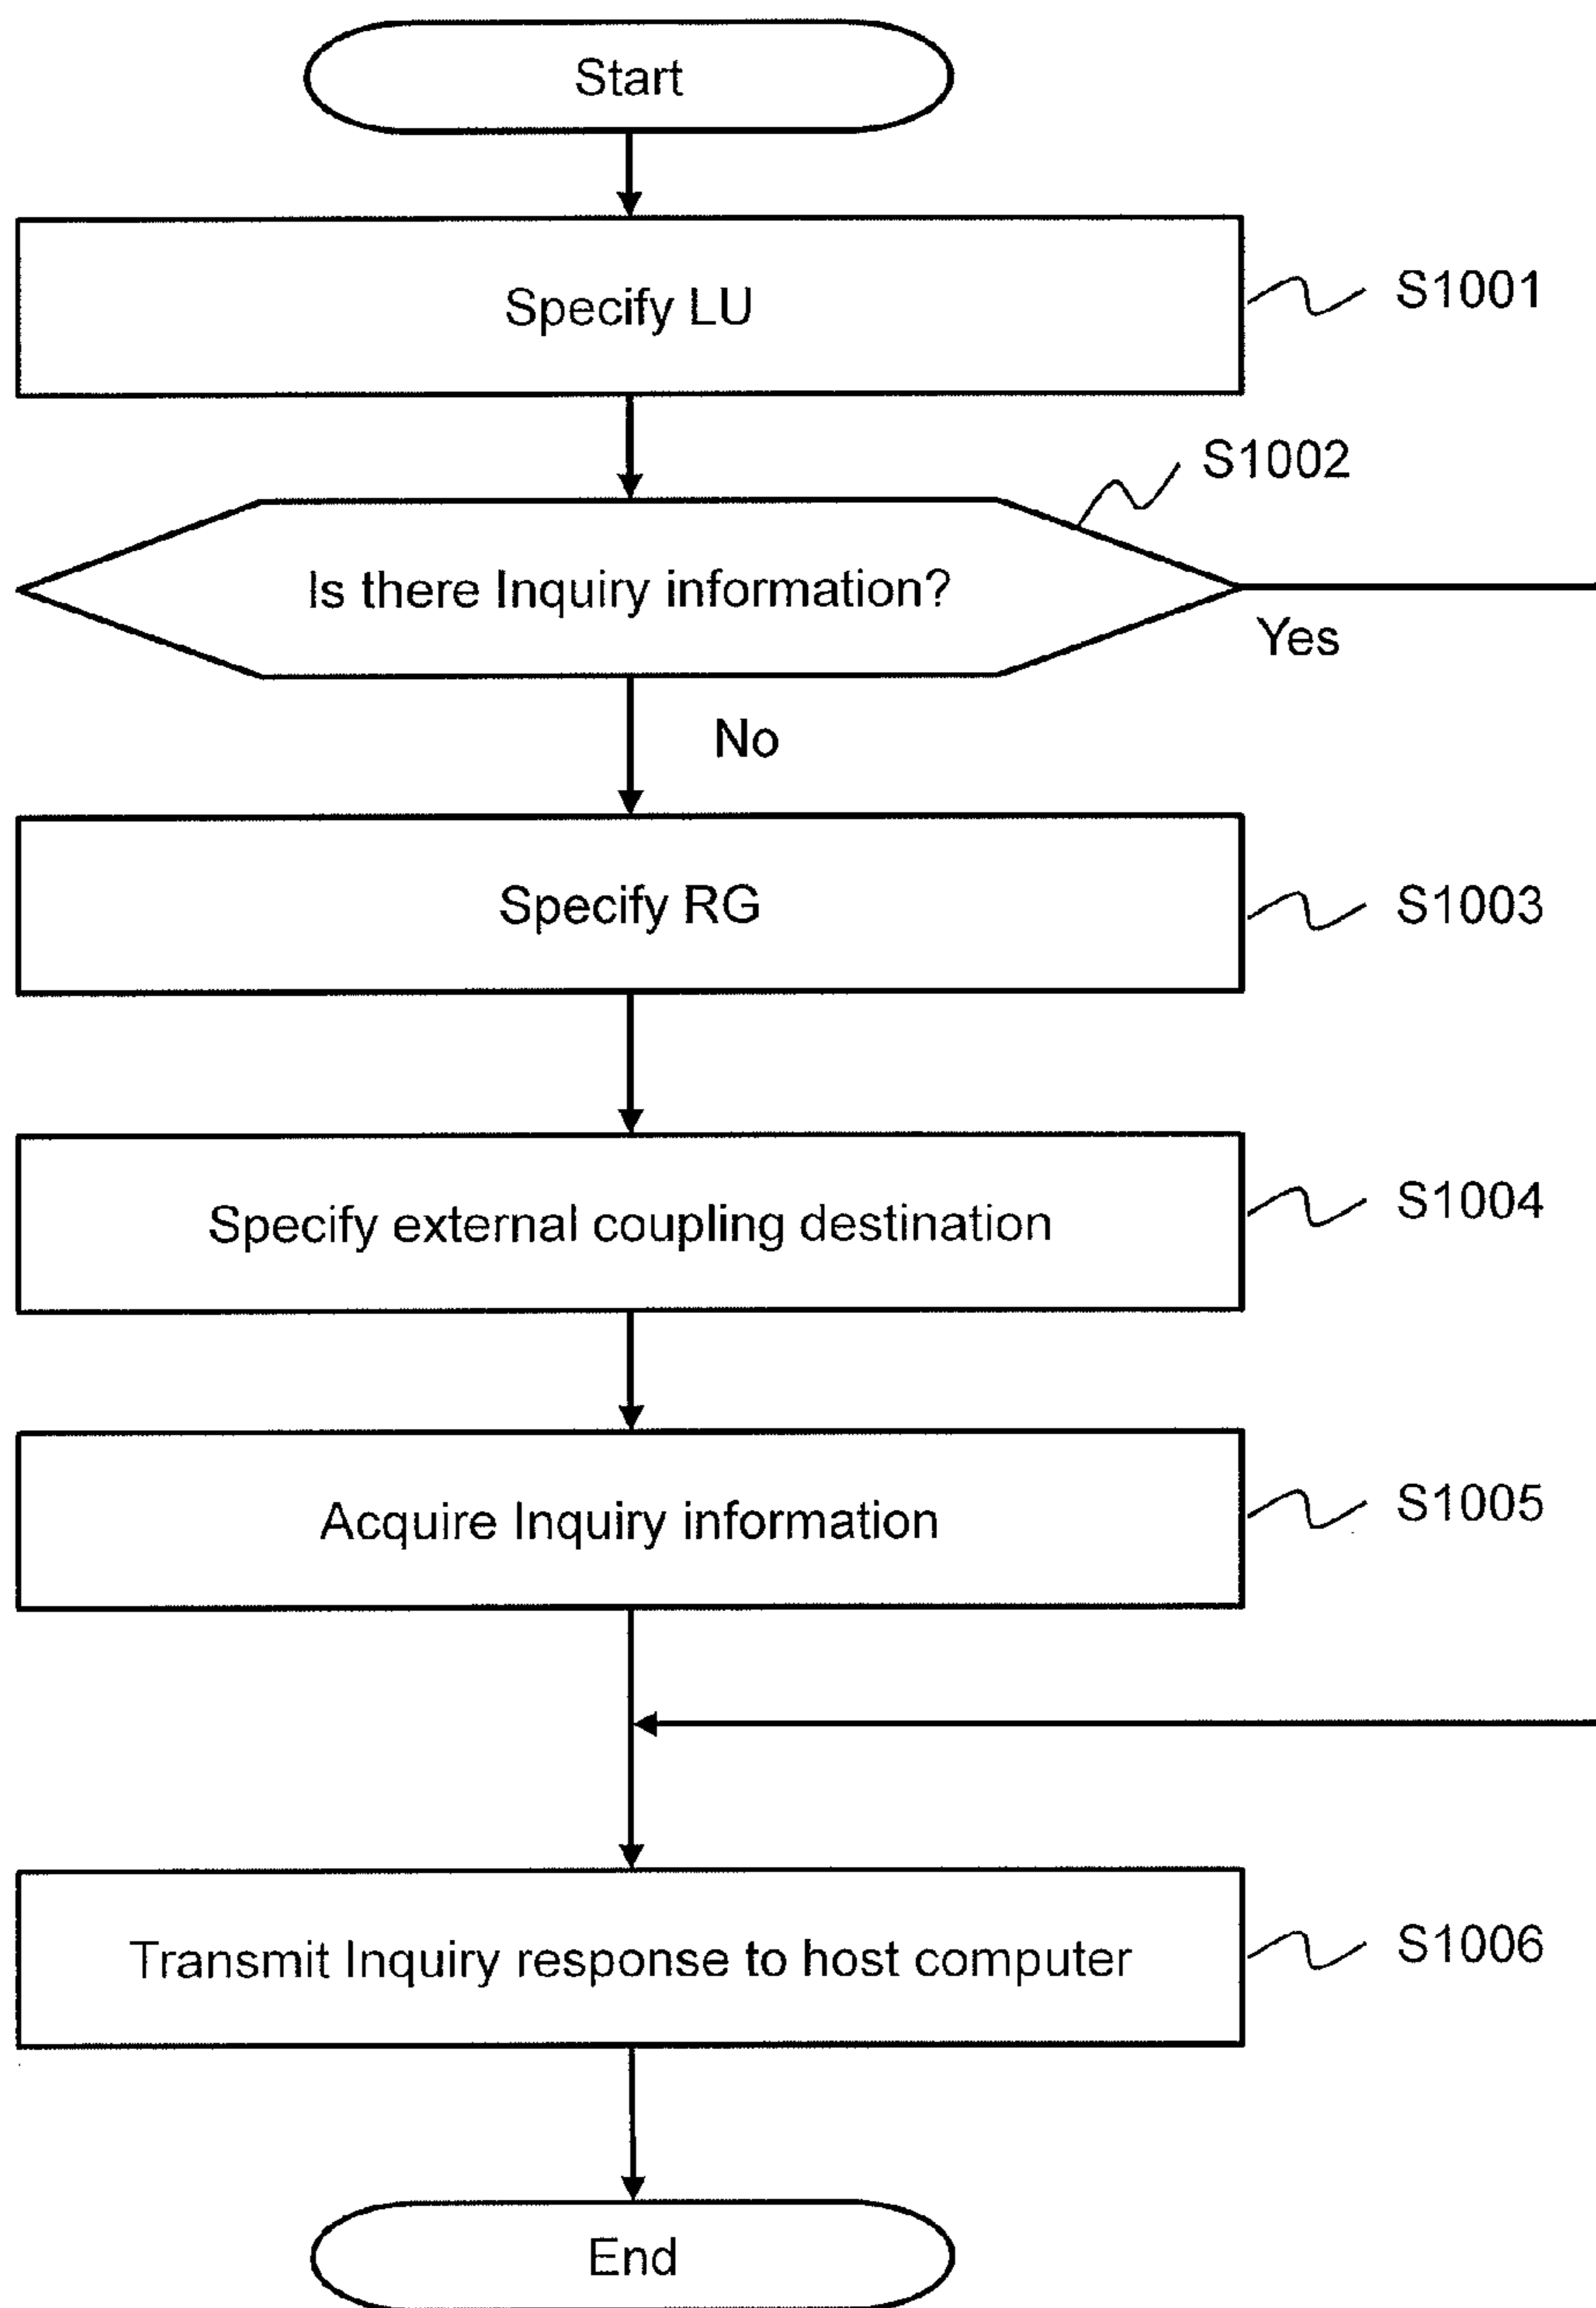 Start
Specify LU
S1001
S1002
Is there Inquiry information?
Yes
No
Specify RG
S1003
Specify external coupling destination
S1004
Acquire Inquiry information
S1005
Transmit Inquiry response to host computer
S1006
End